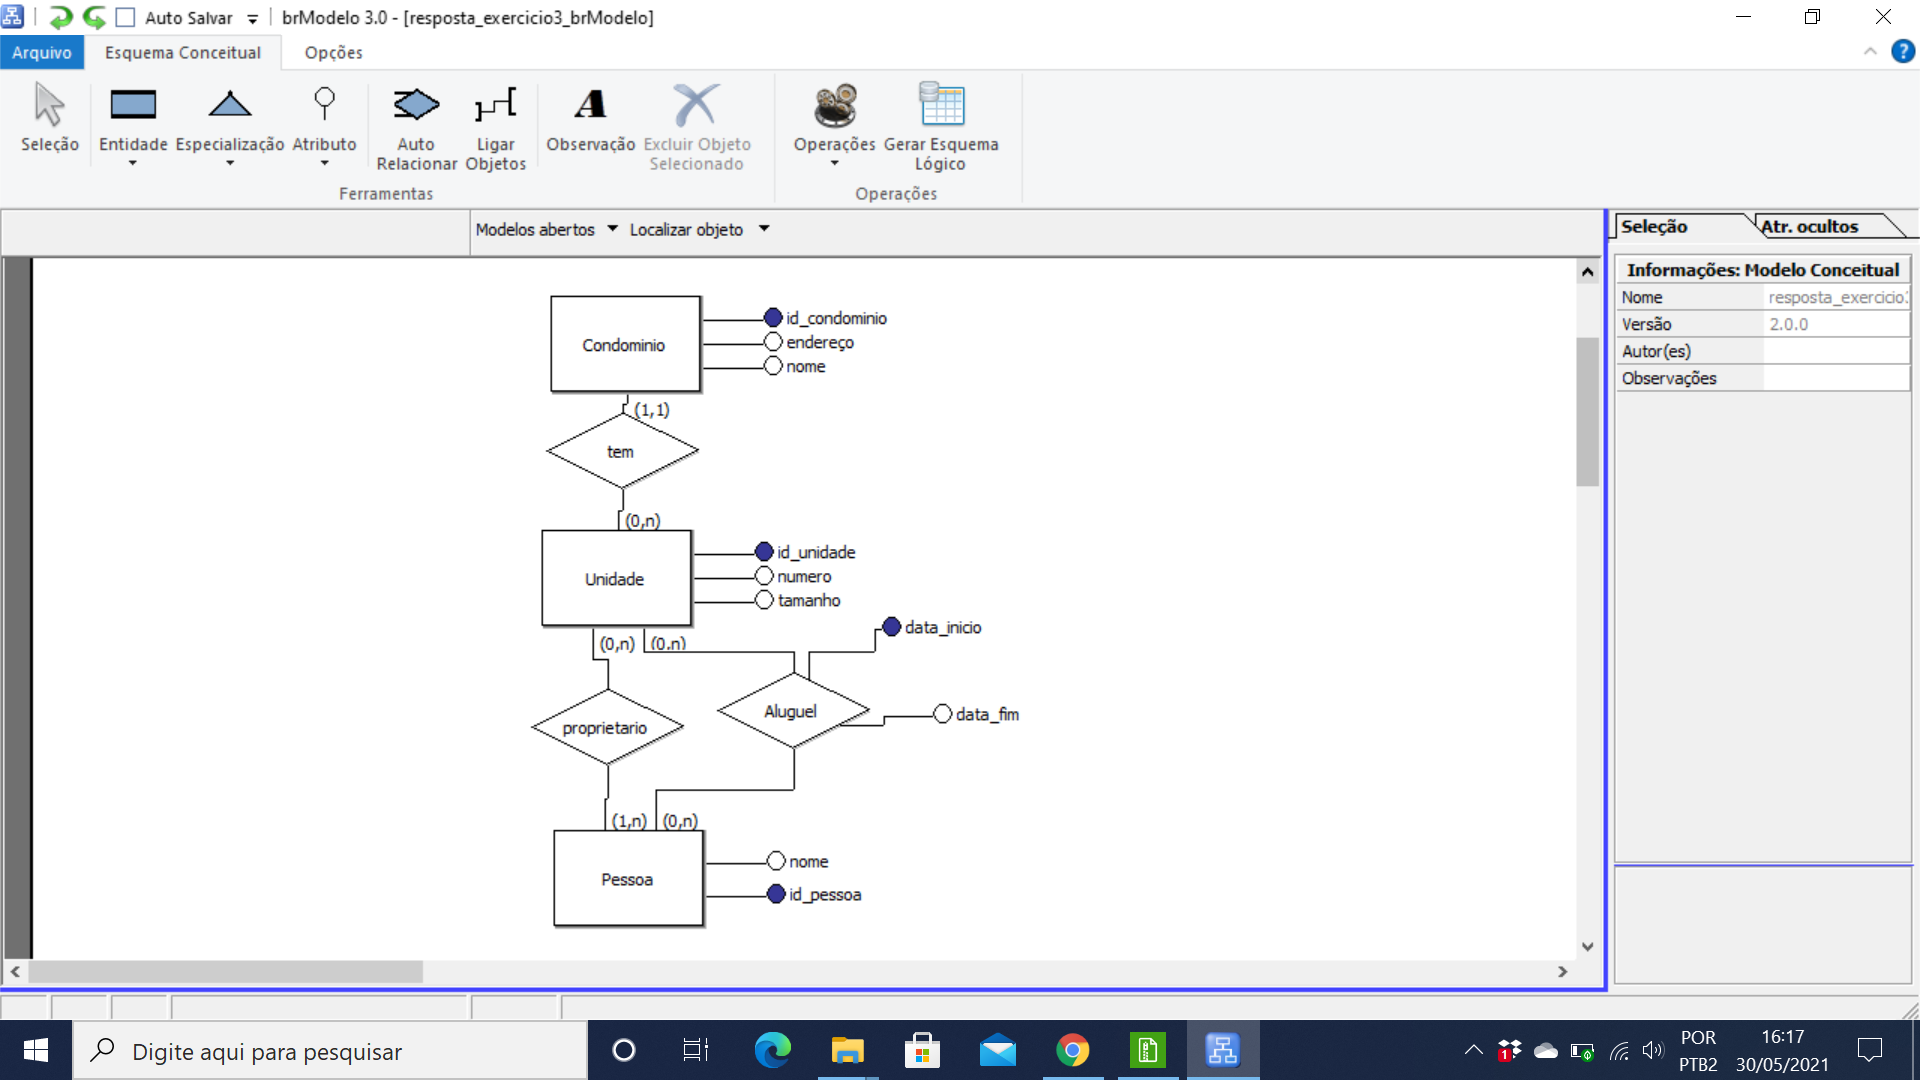 Auto Salvar
brModelo 3.0 - [resposta_exercicio3_brModelo]
Arquivo
Esquema Conceitual
Opções
Seleção
Entidade
Especialização
Atributo
Auto
Relacionar
Ligar
Objetos
Observação
Excluir Objeto
Selecionado
Operações
Gerar Esquema
Lógico
Ferramentas
Operações
Modelos abertos
Localizar objeto
Seleção
Atr. ocultos
Informações: Modelo Conceitual
Nome
resposta_exercicio
Versão
2.0.0
Autor(es)
Observações
Condominio
id_condominio
endereço
nome
(1,1)
tem
(0,n)
Unidade
id_unidade
numero
tamanho
(0,n)
(0,n)
data_inicio
proprietario
Aluguel
data_fim
(1,n)
(0,n)
Pessoa
nome
id_pessoa
Digite aqui para pesquisar
1
POR
PTB2
16:17
30/05/2021